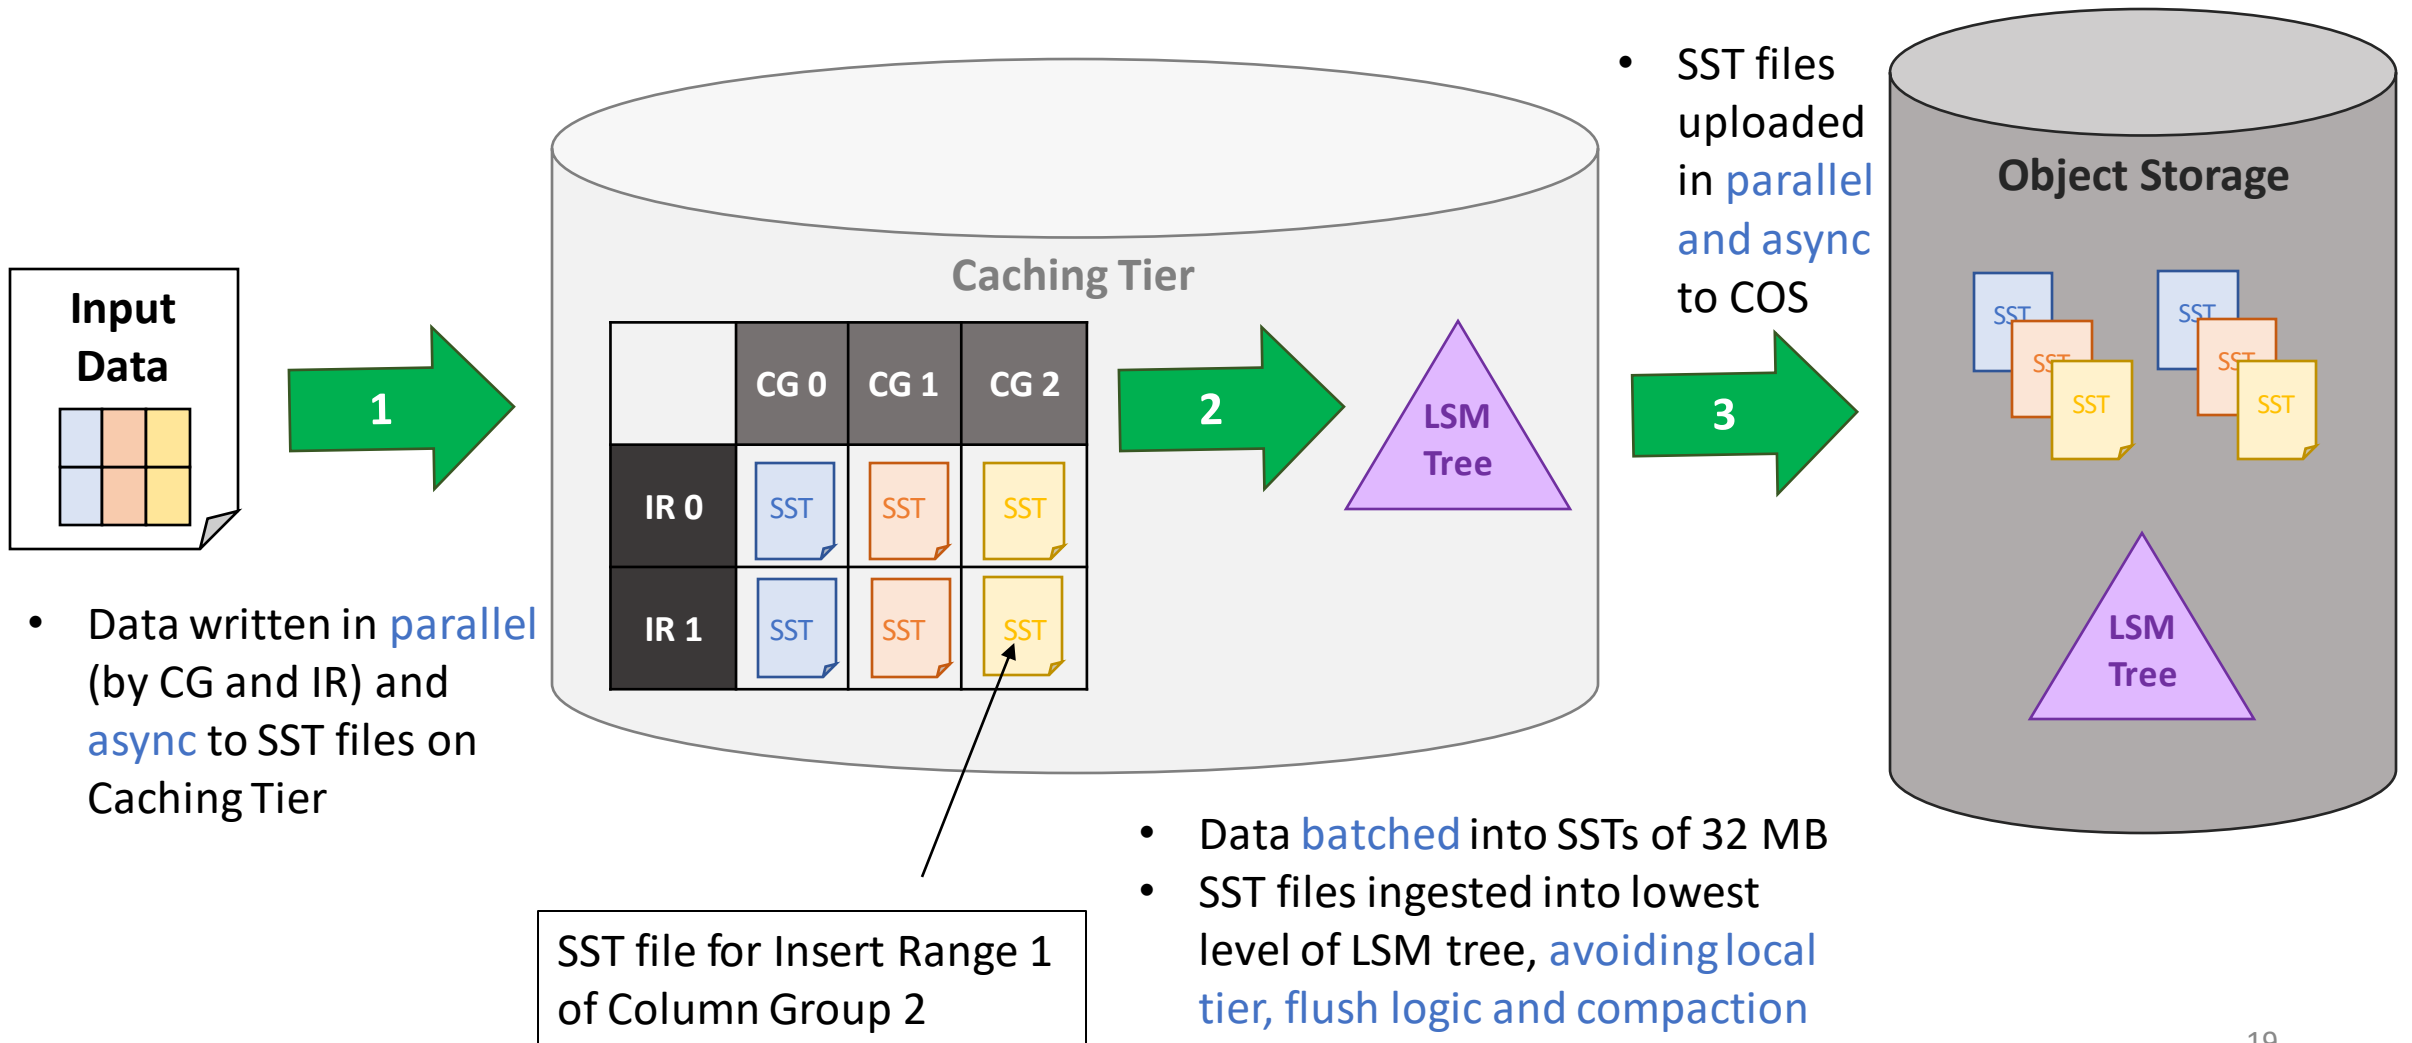 Input
Data
1
• Data written in parallel
(by CG and IR) and
async to SST files on
Caching Tier
Caching Tier
CG 0 CG 1 CG 2
IR 0 SST SST SST
IR 1 SST SST SST
SST file for Insert Range 1
of Column Group 2
2
LSM
Tree
• Data batched into SSTs of 32 MB
• SST files ingested into lowest
level of LSM tree, avoiding local
tier, flush logic and compaction
• SST files
uploaded
in parallel
and async
to COS
3
Object Storage
SST SST
SST SST
SST SST
LSM
Tree
19